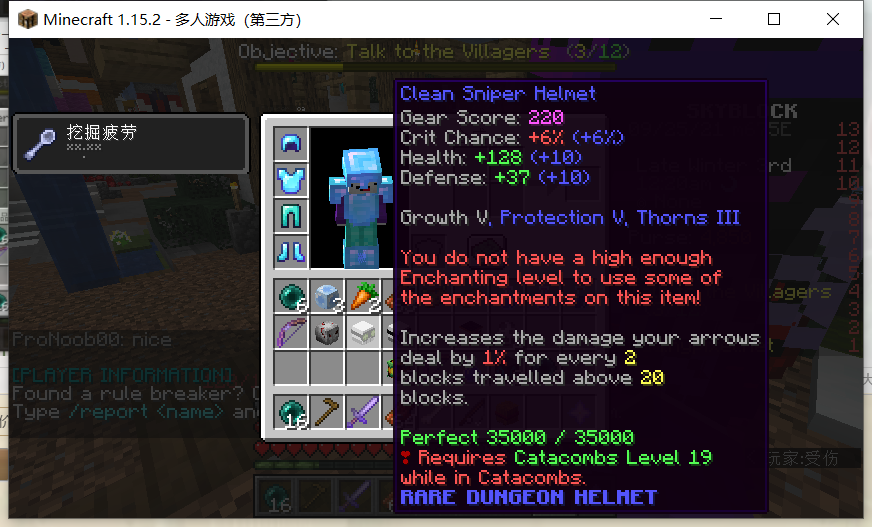 Minecraft 1.15.2 - 多人游戏（第三方）
Objective: Talk to the Villagers (3/12)
挖掘疲劳
××.××
Clean Sniper Helmet
Gear Score: 220
Crit Chance: +6% (+6%)
Health: +128 (+10)
Defense: +37 (+10)
Growth V, Protection V, Thorns III
You do not have a high enough
Enchanting level to use some of
the enchantments on this item!
Increases the damage your arrows
deal by 1% for every 2
blocks travelled above 20
blocks.
Perfect 35000 / 35000
Requires Catacombs Level 19
while in Catacombs.
RARE DUNGEON HELMET
6
3
2
16
ProNoob00: nice
[PLAYER INFORMATION]
Found a rule breaker?
Type /report <name> and
16
13
12
11
10
5
4
3
2
1
玩家:受伤